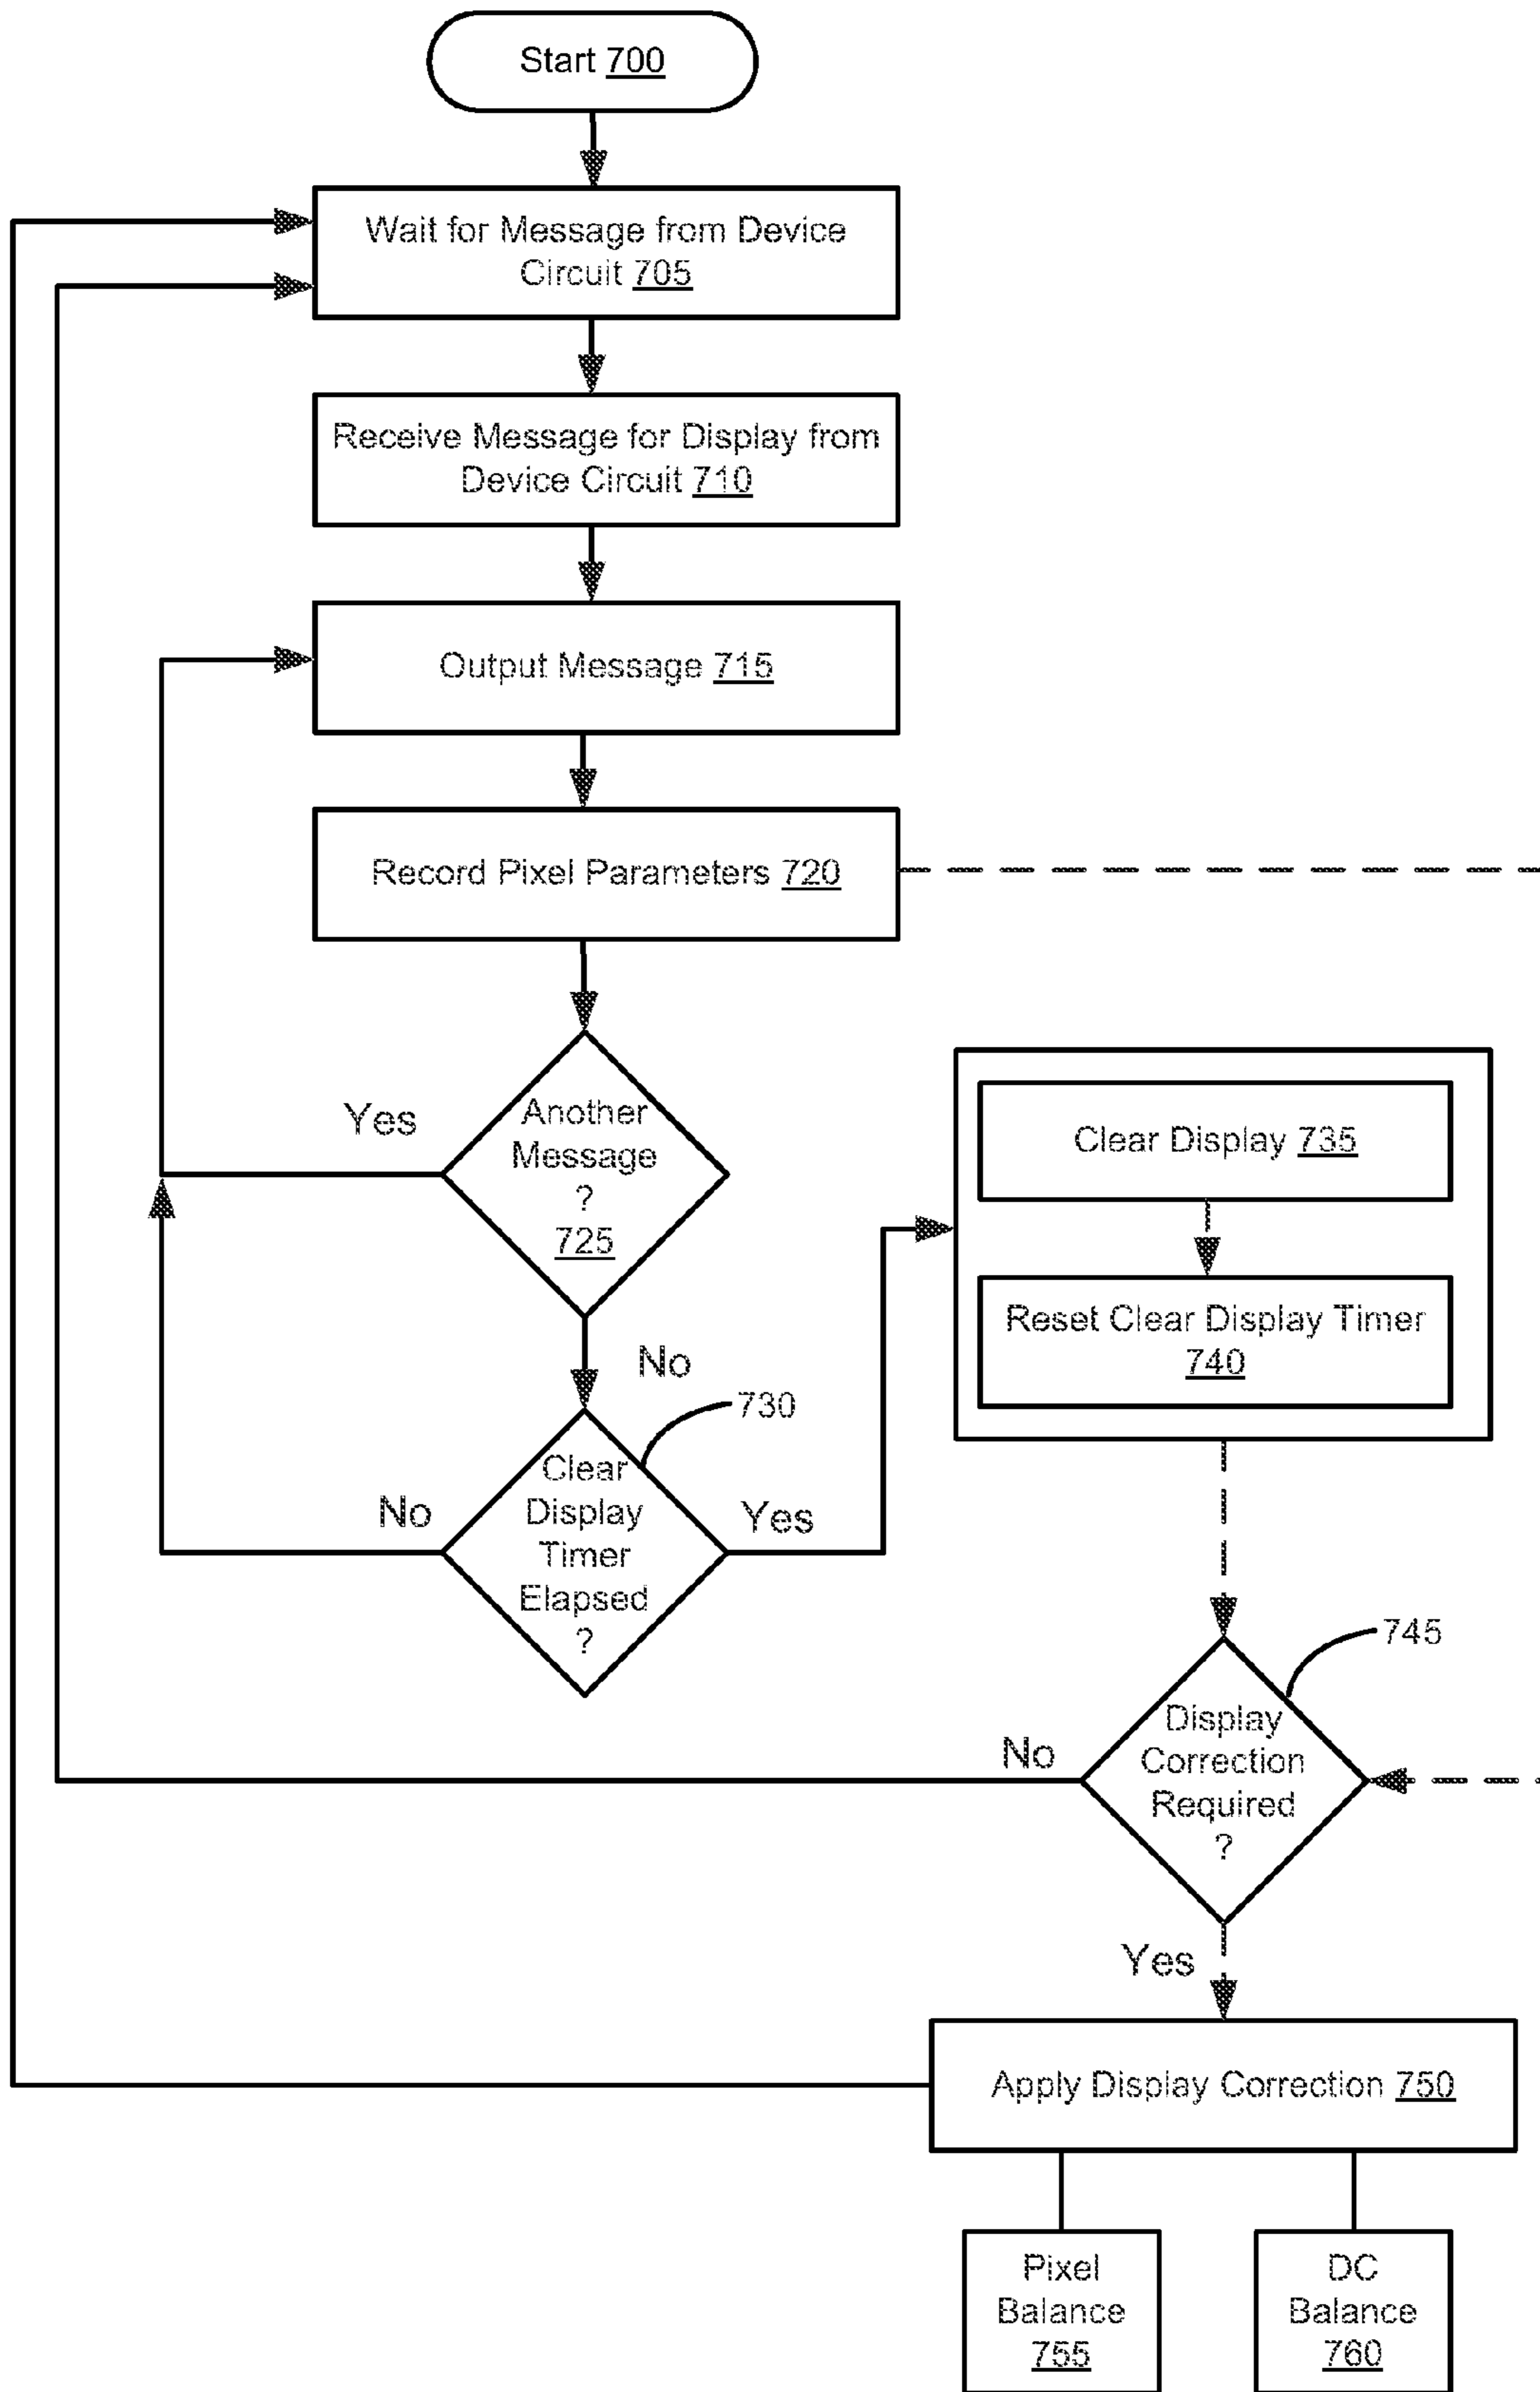 Start 700
Wait for Message from Device
Circuit 705
Receive Message for Display from
Device Circuit 710
Output Message 715
Record Pixel Parameters 720
Yes
Another
Message
?
725
No
730
Clear
Display
Timer
Elapsed
?
No
Yes
Clear Display 735
Reset Clear Display Timer
740
745
Display
Correction
Required
?
No
Yes
Apply Display Correction 750
Pixel
Balance
755
DC
Balance
760